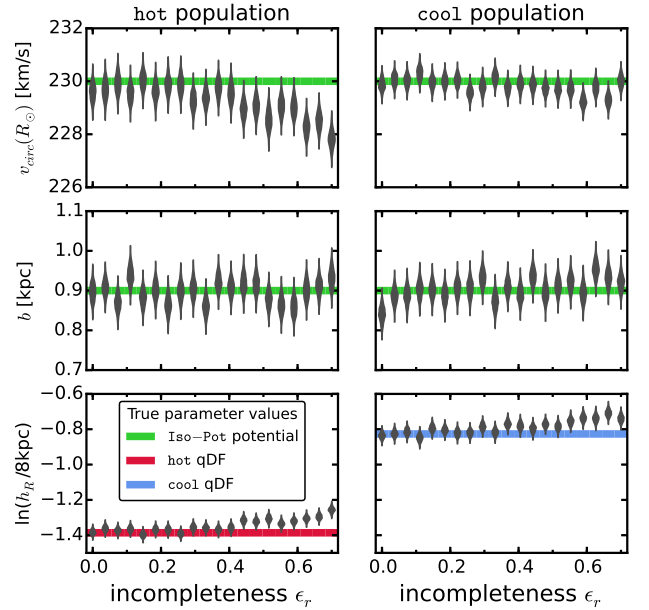 hot population
cool population
v_circ(R_⊙) [km/s]
232
230
228
226
b [kpc]
1.1
1.0
0.9
0.8
0.7
ln(h_R/8kpc)
−0.6
−0.8
−1.0
−1.2
−1.4
True parameter values
Iso-Pot potential
hot qDF
cool qDF
0.0 0.2 0.4 0.6
0.0 0.2 0.4 0.6
incompleteness ϵ_r
incompleteness ϵ_r